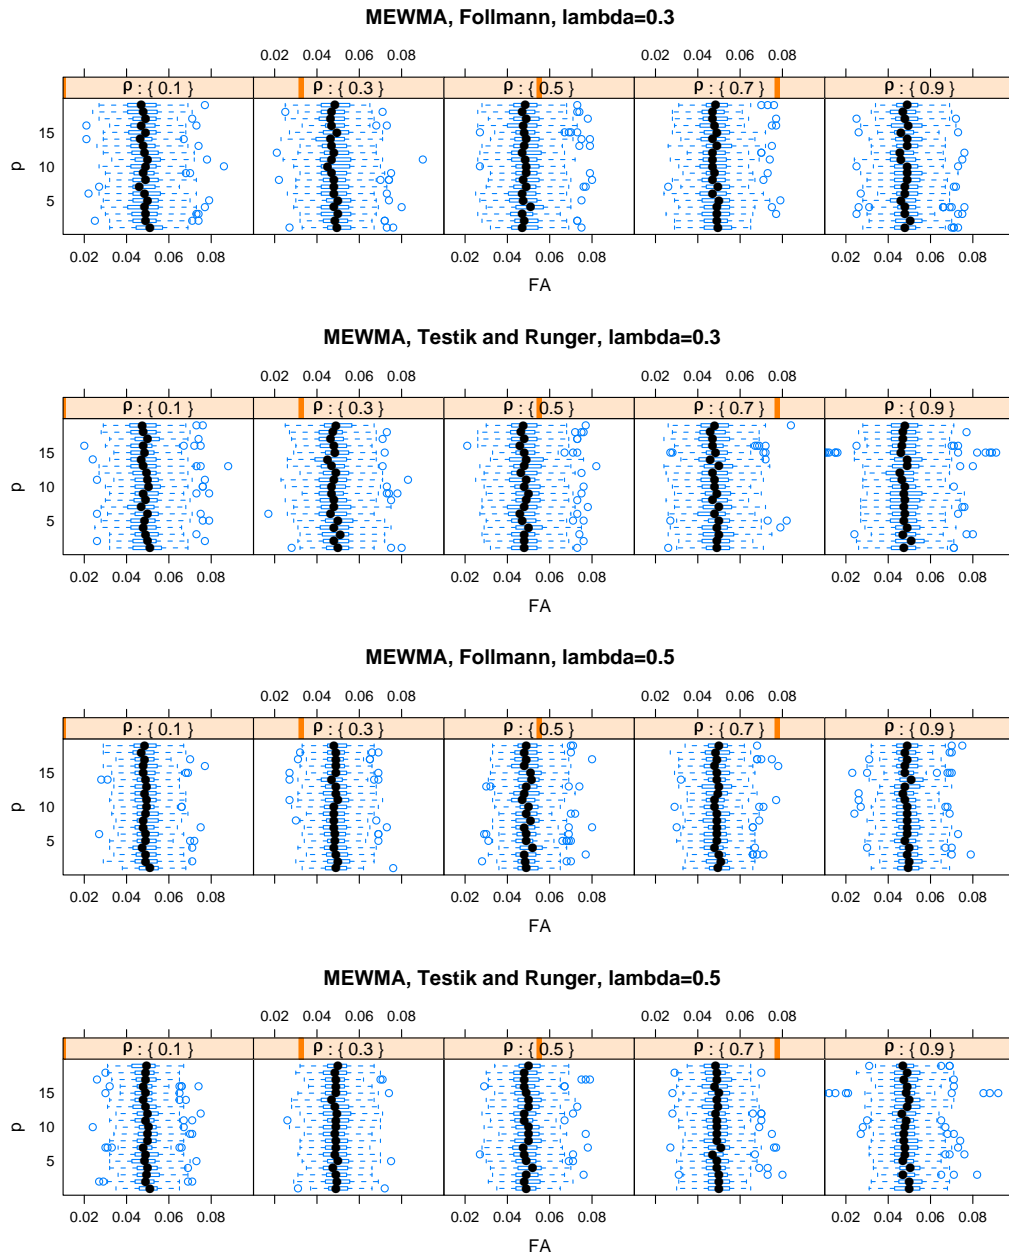 MEWMA, Follmann, lambda=0.3
0.02 0.04 0.06 0.08 0.02 0.04 0.06 0.08
ρ : { 0.1 } ρ : { 0.3 } ρ : { 0.5 } ρ : { 0.7 } ρ : { 0.9 }
15
10
5
p
0.02 0.04 0.06 0.08 0.02 0.04 0.06 0.08 0.02 0.04 0.06 0.08
FA
MEWMA, Testik and Runger, lambda=0.3
0.02 0.04 0.06 0.08 0.02 0.04 0.06 0.08
ρ : { 0.1 } ρ : { 0.3 } ρ : { 0.5 } ρ : { 0.7 } ρ : { 0.9 }
15
10
5
p
0.02 0.04 0.06 0.08 0.02 0.04 0.06 0.08 0.02 0.04 0.06 0.08
FA
MEWMA, Follmann, lambda=0.5
0.02 0.04 0.06 0.08 0.02 0.04 0.06 0.08
ρ : { 0.1 } ρ : { 0.3 } ρ : { 0.5 } ρ : { 0.7 } ρ : { 0.9 }
15
10
5
p
0.02 0.04 0.06 0.08 0.02 0.04 0.06 0.08 0.02 0.04 0.06 0.08
FA
MEWMA, Testik and Runger, lambda=0.5
0.02 0.04 0.06 0.08 0.02 0.04 0.06 0.08
ρ : { 0.1 } ρ : { 0.3 } ρ : { 0.5 } ρ : { 0.7 } ρ : { 0.9 }
15
10
5
p
0.02 0.04 0.06 0.08 0.02 0.04 0.06 0.08 0.02 0.04 0.06 0.08
FA